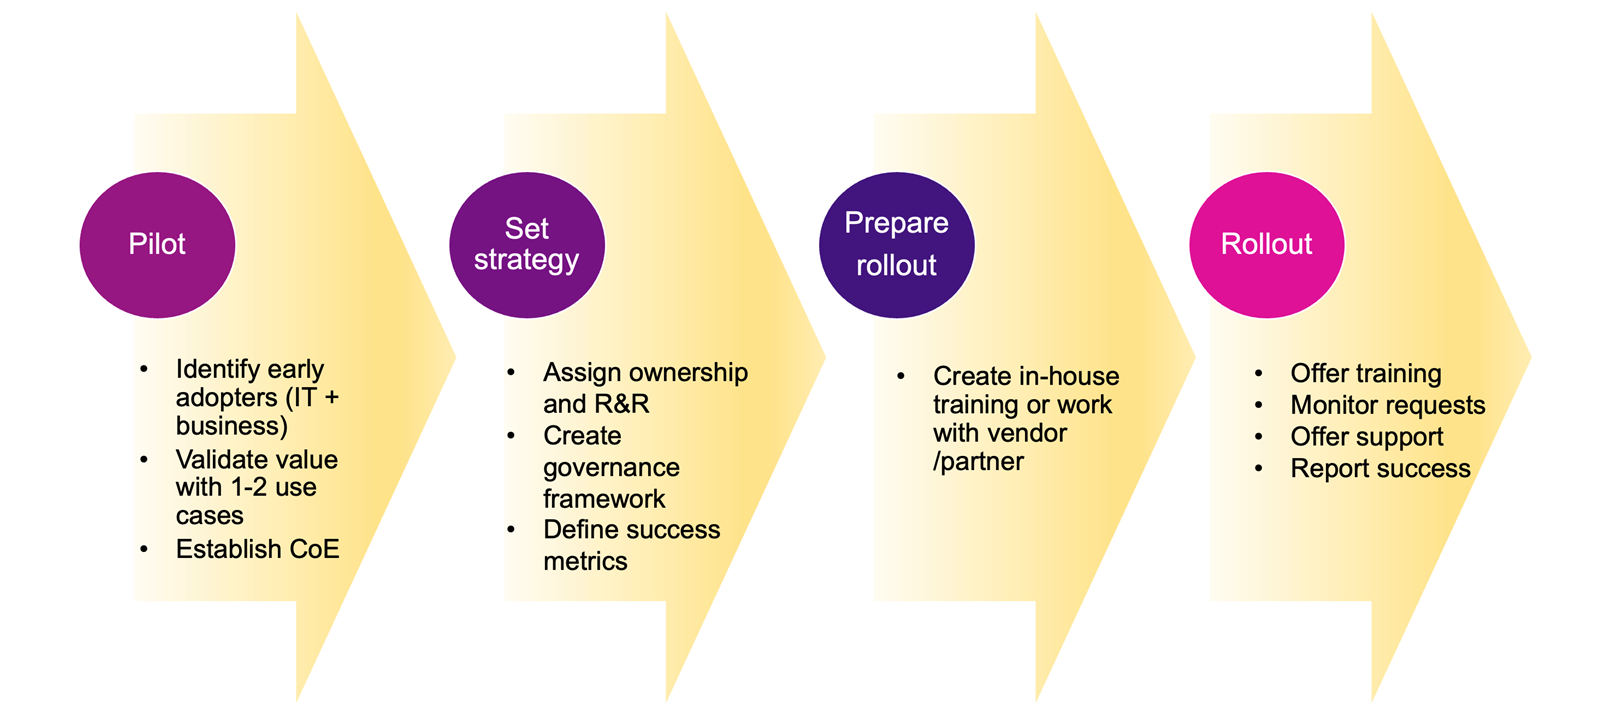 Pilot
• Identify early
adopters (IT +
business)
• Validate value
with 1-2 use
cases
• Establish CoE
Set
strategy
• Assign ownership
and R&R
• Create
governance
framework
• Define success
metrics
Prepare
rollout
• Create in-house
training or work
with vendor
/partner
Rollout
• Offer training
• Monitor requests
• Offer support
• Report success